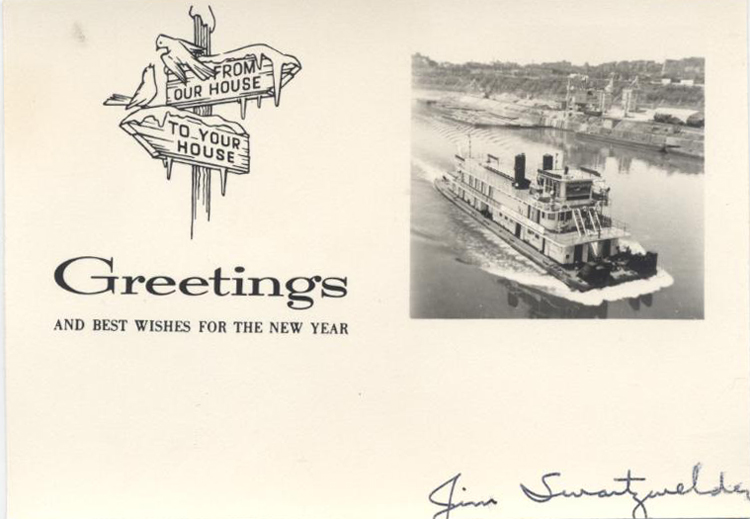 FROM
OUR HOUSE
TO YOUR
HOUSE
Greetings
AND BEST WISHES FOR THE NEW YEAR
Jim Swartzwelder